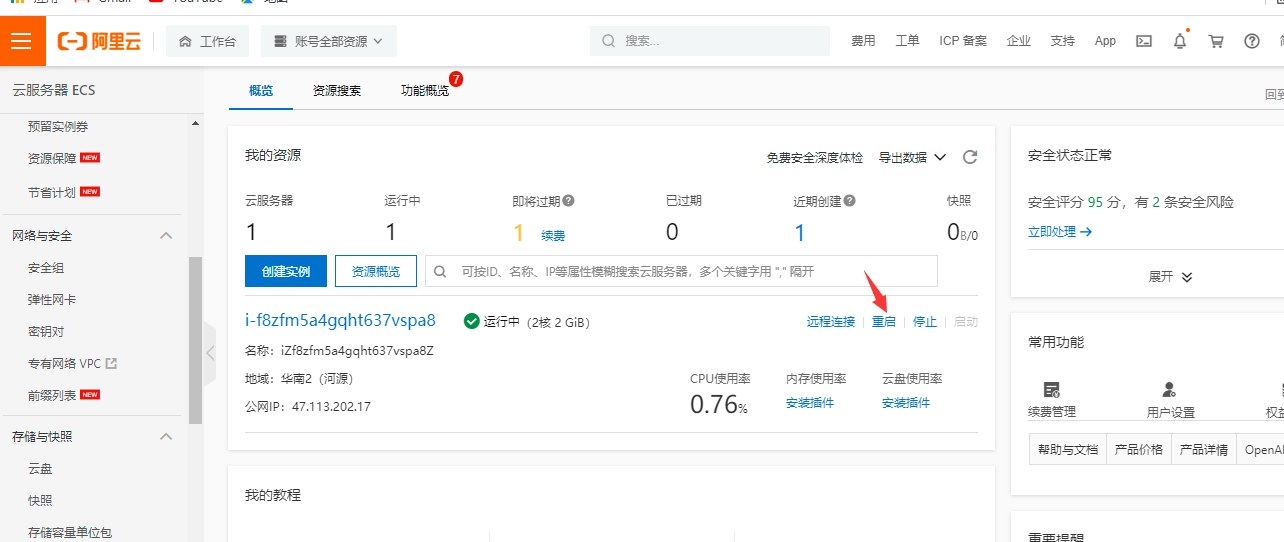 应用 Gmail YouTube 地图
阿里云 工作台 账号全部资源 搜索... 费用 工单 ICP 备案 企业 支持 App
云服务器 ECS
预留实例券
资源保障 NEW
节省计划 NEW
网络与安全
安全组
弹性网卡
密钥对
专有网络 VPC
前缀列表 NEW
存储与快照
云盘
快照
存储容量单位包
概览 资源搜索 功能概览 7
回到
我的资源 免费安全深度体检 导出数据
云服务器 运行中 即将过期 已过期 近期创建 快照
1 1 1 续费 0 1 0B/0
创建实例 资源概览 可按ID、名称、IP等属性模糊搜索云服务器，多个关键字用 "," 隔开
i-f8zfm5a4gqht637vspa8 运行中 (2核 2 GiB) 远程连接 重启 停止 启动
名称：iZf8zfm5a4gqht637vspa8Z
地域：华南2（河源） CPU使用率 内存使用率 云盘使用率
公网IP：47.113.202.17 0.76% 安装插件 安装插件
我的教程
安全状态正常
安全评分 95 分，有 2 条安全风险
立即处理
展开
常用功能
续费管理 用户设置 权益
帮助与文档 产品价格 产品详情 OpenAP
重要提醒